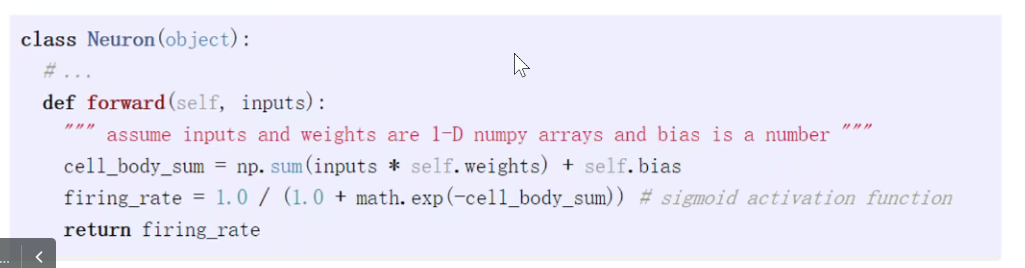 class Neuron(object):
# ...
def forward(self, inputs):
""" assume inputs and weights are 1-D numpy arrays and bias is a number """
cell_body_sum = np.sum(inputs * self.weights) + self.bias
firing_rate = 1.0 / (1.0 + math.exp(-cell_body_sum)) # sigmoid activation function
return firing_rate
...